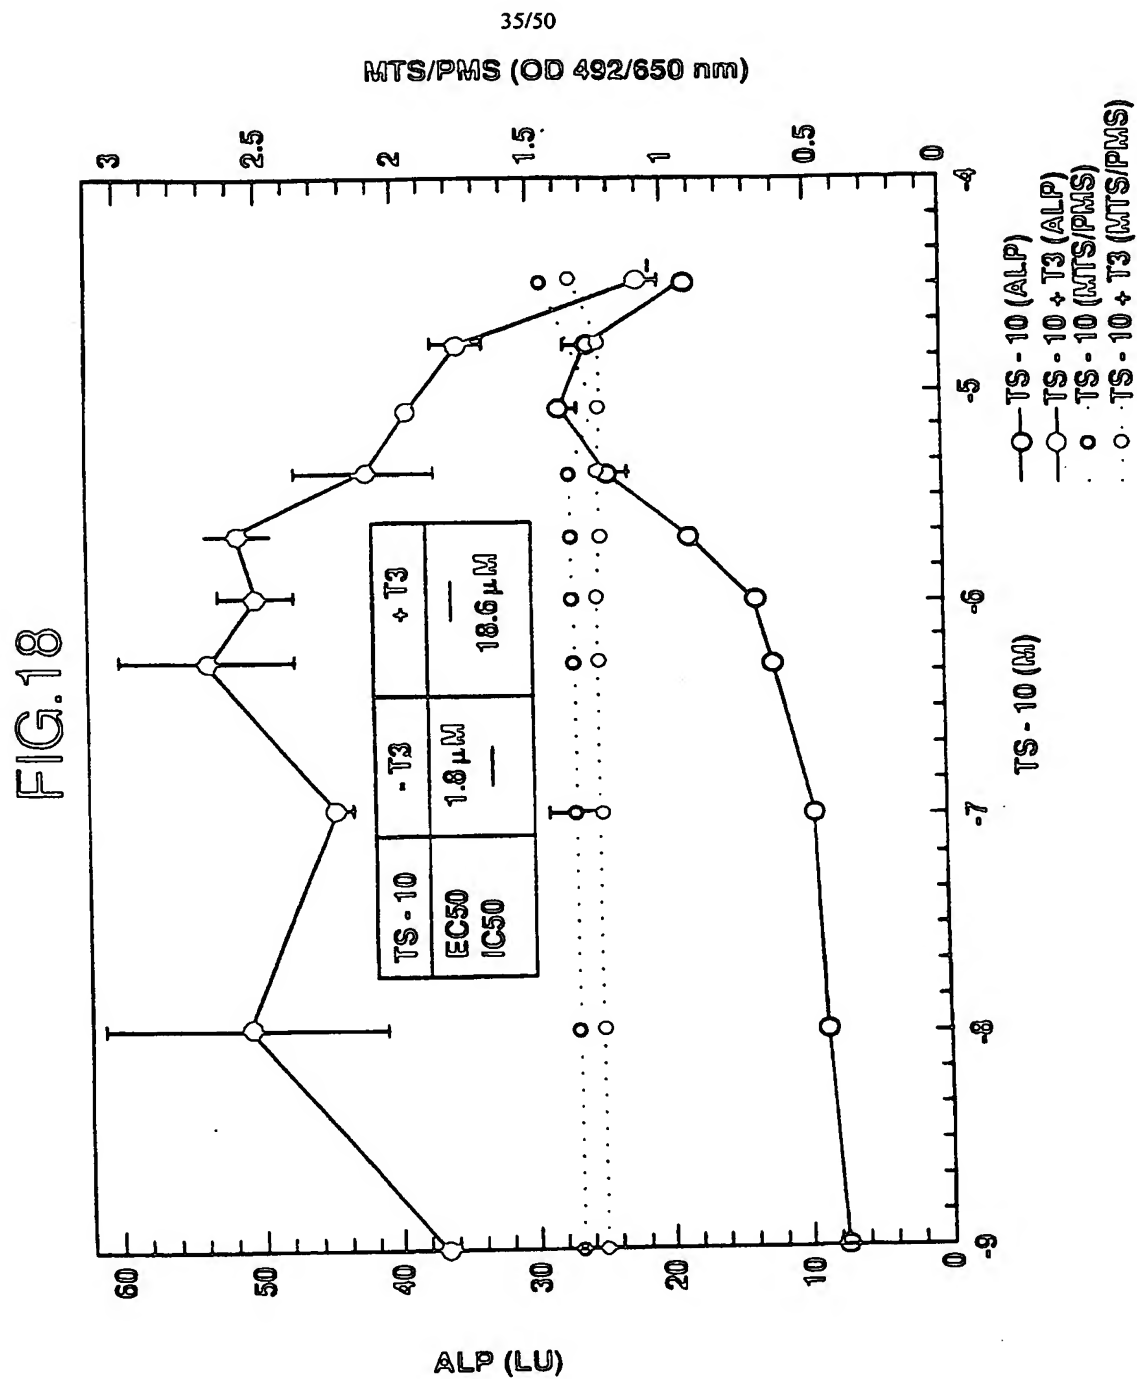 35/50
FIG.18
MTS/PMS (OD 492/650 nm)
3
2.5
2
1.5
1
0.5
0
60
50
40
30
20
10
0
ALP (LU)
-9
-8
-7
-6
-5
-4
TS - 10 (M)
TS - 10 - T3 + T3
EC50 1.8 µM —
IC50 — 18.6 µM
TS - 10 (ALP)
TS - 10 + T3 (ALP)
TS - 10 (MTS/PMS)
TS - 10 + T3 (MTS/PMS)